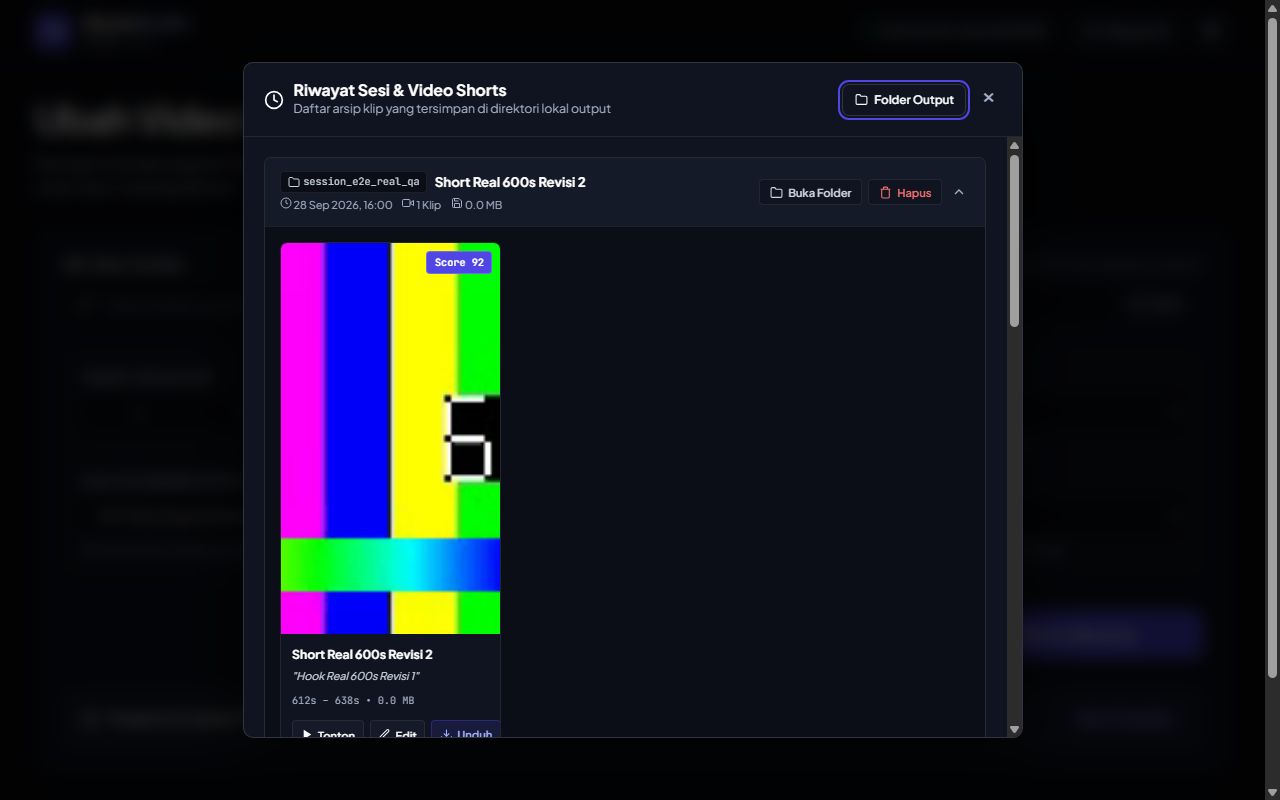 Riwayat Sesi & Video Shorts
Daftar arsip klip yang tersimpan di direktori lokal output
Folder Output
session_e2e_real_qa Short Real 600s Revisi 2
28 Sep 2026, 16:00 1 Klip 0.0 MB
Buka Folder
Hapus
Score 92
5
Short Real 600s Revisi 2
"Hook Real 600s Revisi 1"
612s – 638s • 0.0 MB
Tonton Edit Unduh